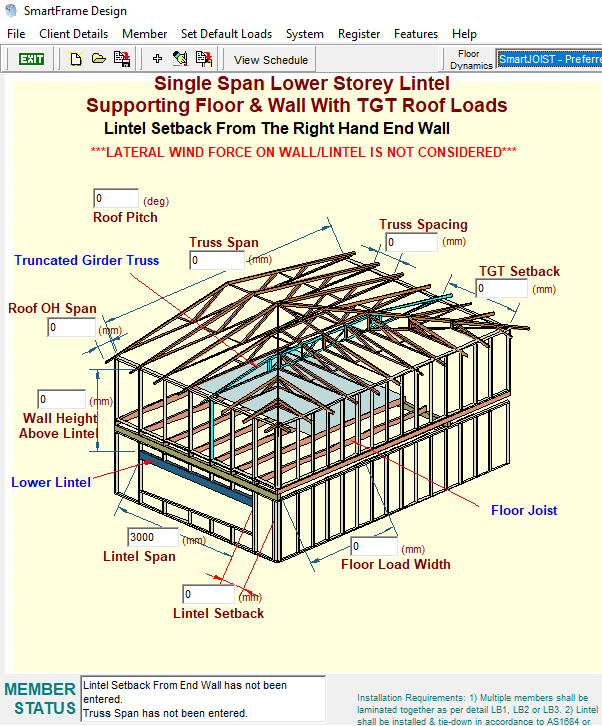 SmartFrame Design
File Client Details Member Set Default Loads System Register Features Help
EXIT View Schedule Floor Dynamics SmartJOIST - Preferre
Single Span Lower Storey Lintel
Supporting Floor & Wall With TGT Roof Loads
Lintel Setback From The Right Hand End Wall
***LATERAL WIND FORCE ON WALL/LINTEL IS NOT CONSIDERED***
0 (deg)
Roof Pitch
Truss Spacing
0 (mm)
Truss Span
0 (mm)
Truncated Girder Truss
TGT Setback
0 (mm)
Roof OH Span
0 (mm)
0 (mm)
Wall Height
Above Lintel
Lower Lintel
Floor Joist
3000 (mm)
Lintel Span
0 (mm)
Floor Load Width
0 (mm)
Lintel Setback
MEMBER
STATUS
Lintel Setback From End Wall has not been
entered.
Truss Span has not been entered.
Installation Requirements: 1) Multiple members shall be
laminated together as per detail LB1, LB2 or LB3. 2) Lintel
shall be installed & tie-down in accordance to AS1684 or